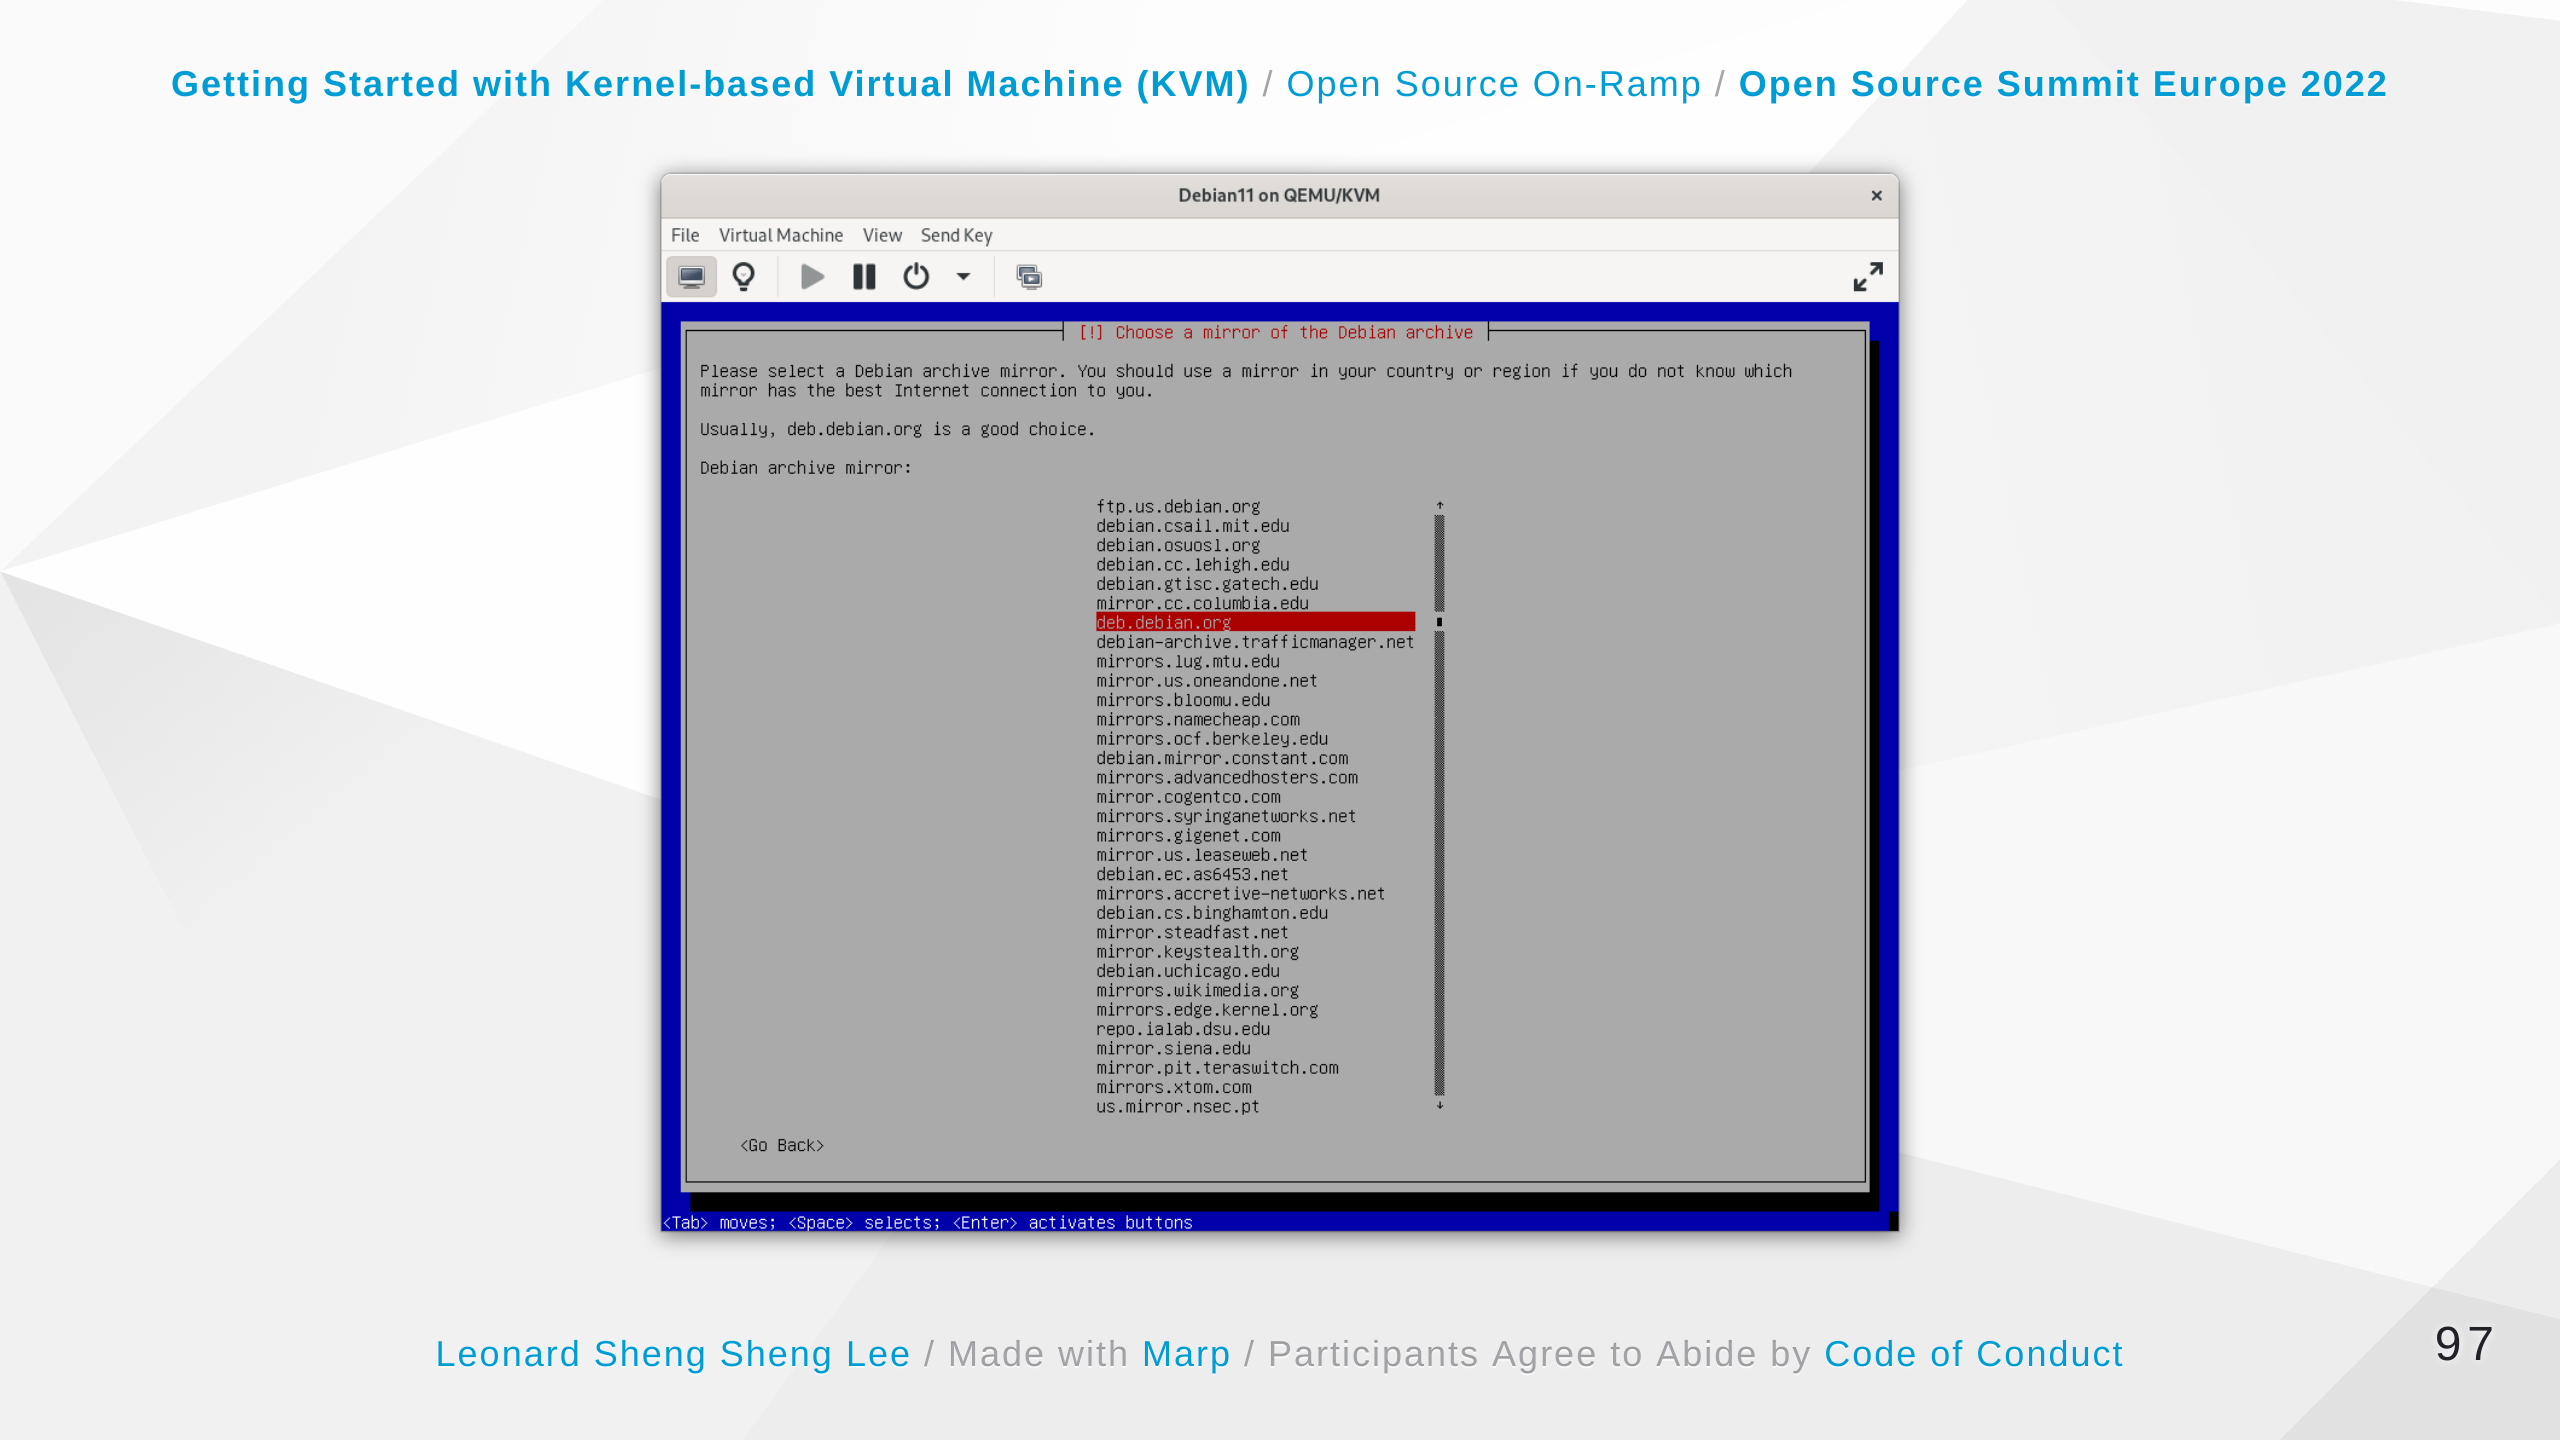 Getting Started with Kernel-based Virtual Machine (KVM) / Open Source On-Ramp / Open Source Summit Europe 2022
Debian11 on QEMU/KVM
File Virtual Machine View Send Key
[!] Choose a mirror of the Debian archive
Please select a Debian archive mirror. You should use a mirror in your country or region if you do not know which
mirror has the best Internet connection to you.
Usually, deb.debian.org is a good choice.
Debian archive mirror:
ftp.us.debian.org
debian.csail.mit.edu
debian.osuosl.org
debian.cc.lehigh.edu
debian.gtisc.gatech.edu
mirror.cc.columbia.edu
deb.debian.org
debian-archive.trafficmanager.net
mirrors.lug.mtu.edu
mirror.us.oneandone.net
mirrors.bloomu.edu
mirrors.namecheap.com
mirrors.ocf.berkeley.edu
debian.mirror.constant.com
mirrors.advancedhosters.com
mirror.cogentco.com
mirrors.syringanetworks.net
mirrors.gigenet.com
mirror.us.leaseweb.net
debian.ec.as6453.net
mirrors.accretive-networks.net
debian.cs.binghamton.edu
mirror.steadfast.net
mirror.keystealth.org
debian.uchicago.edu
mirrors.wikimedia.org
mirrors.edge.kernel.org
repo.ialab.dsu.edu
mirror.siena.edu
mirror.pit.teraswitch.com
mirrors.xtom.com
us.mirror.nsec.pt
<Go Back>
<Tab> moves; <Space> selects; <Enter> activates buttons
Leonard Sheng Sheng Lee / Made with Marp / Participants Agree to Abide by Code of Conduct
97